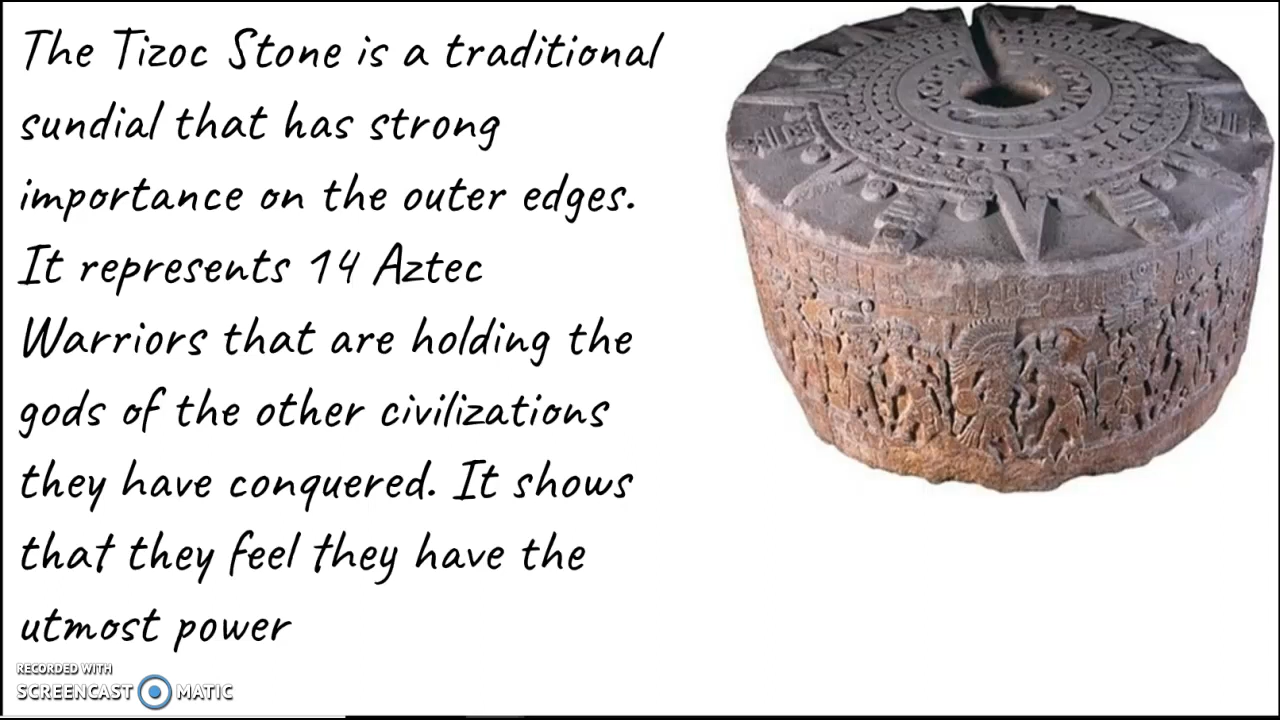 The Tizoc Stone is a traditional
sundial that has strong
importance on the outer edges.
It represents 14 Aztec
Warriors that are holding the
gods of the other civilizations
they have conquered. It shows
that they feel they have the
utmost power
RECORDED WITH
SCREENCAST MATIC